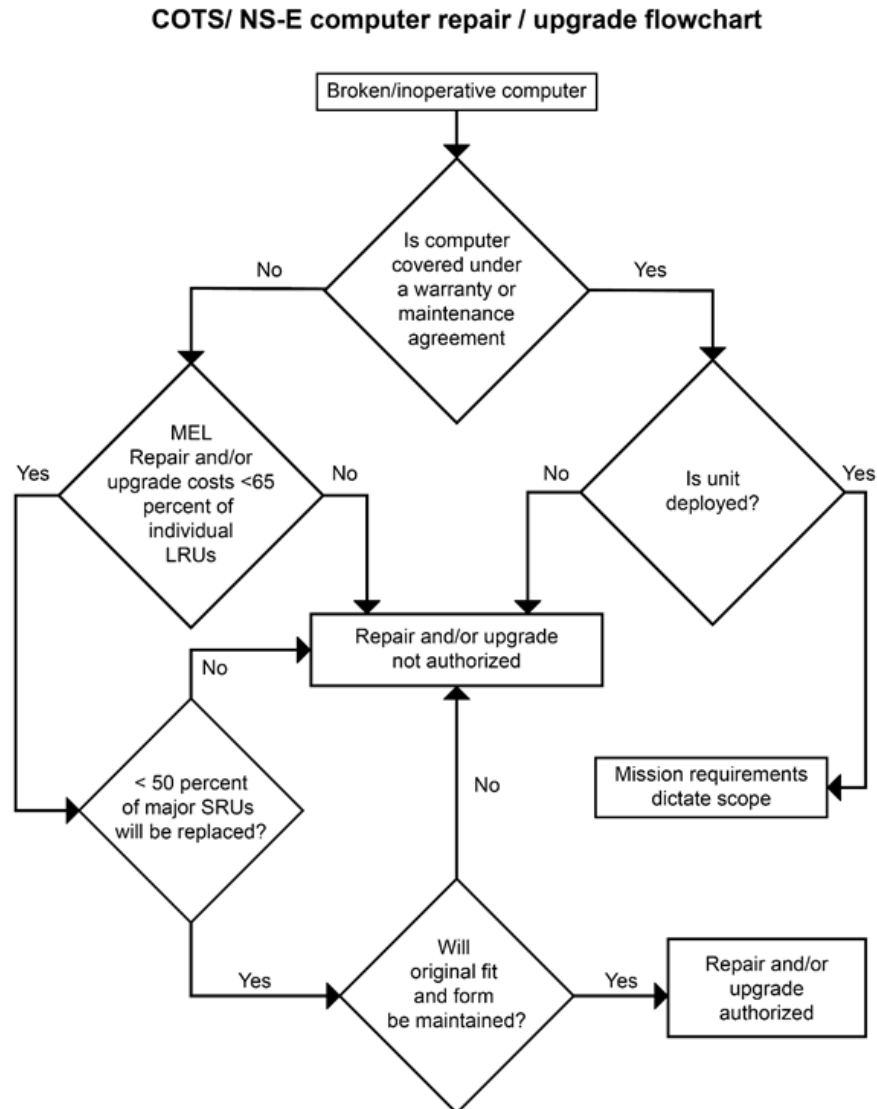 COTS/ NS-E computer repair / upgrade flowchart
Broken/inoperative computer
Is computer
covered under
a warranty or
maintenance
agreement
No
Yes
MEL
Repair and/or
upgrade costs <65
percent of
individual
LRUs
Yes
No
Is unit
deployed?
No
Yes
Repair and/or upgrade
not authorized
No
< 50 percent
of major SRUs
will be replaced?
Mission requirements
dictate scope
No
Yes
Will
original fit
and form
be maintained?
Yes
Repair and/or
upgrade
authorized